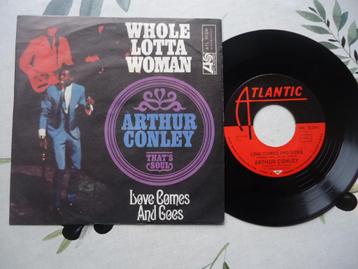 WHOLE
LOTTA
WOMAN
ARTHUR
CONLEY
THAT'S
SOUL
Love Comes
And Goes
ATLANTIC
LOVE COMES AND GOES
ARTHUR CONLEY